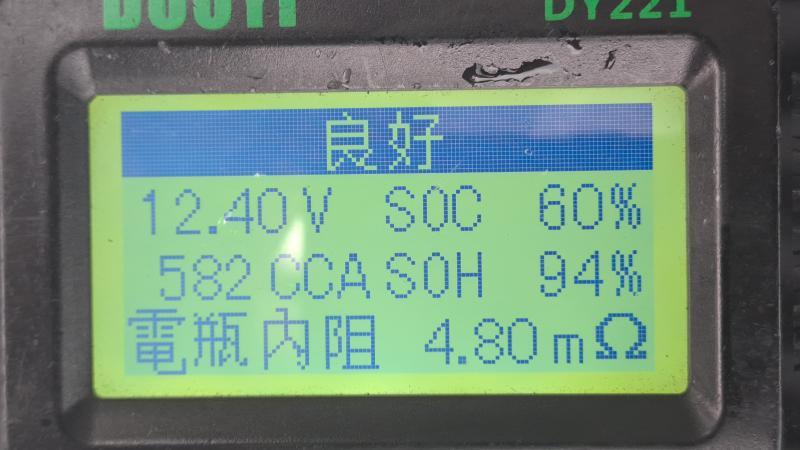 DUOYI DY221
良好
12.40V SOC 60%
582 CCA SOH 94%
電瓶內阻 4.80mΩ